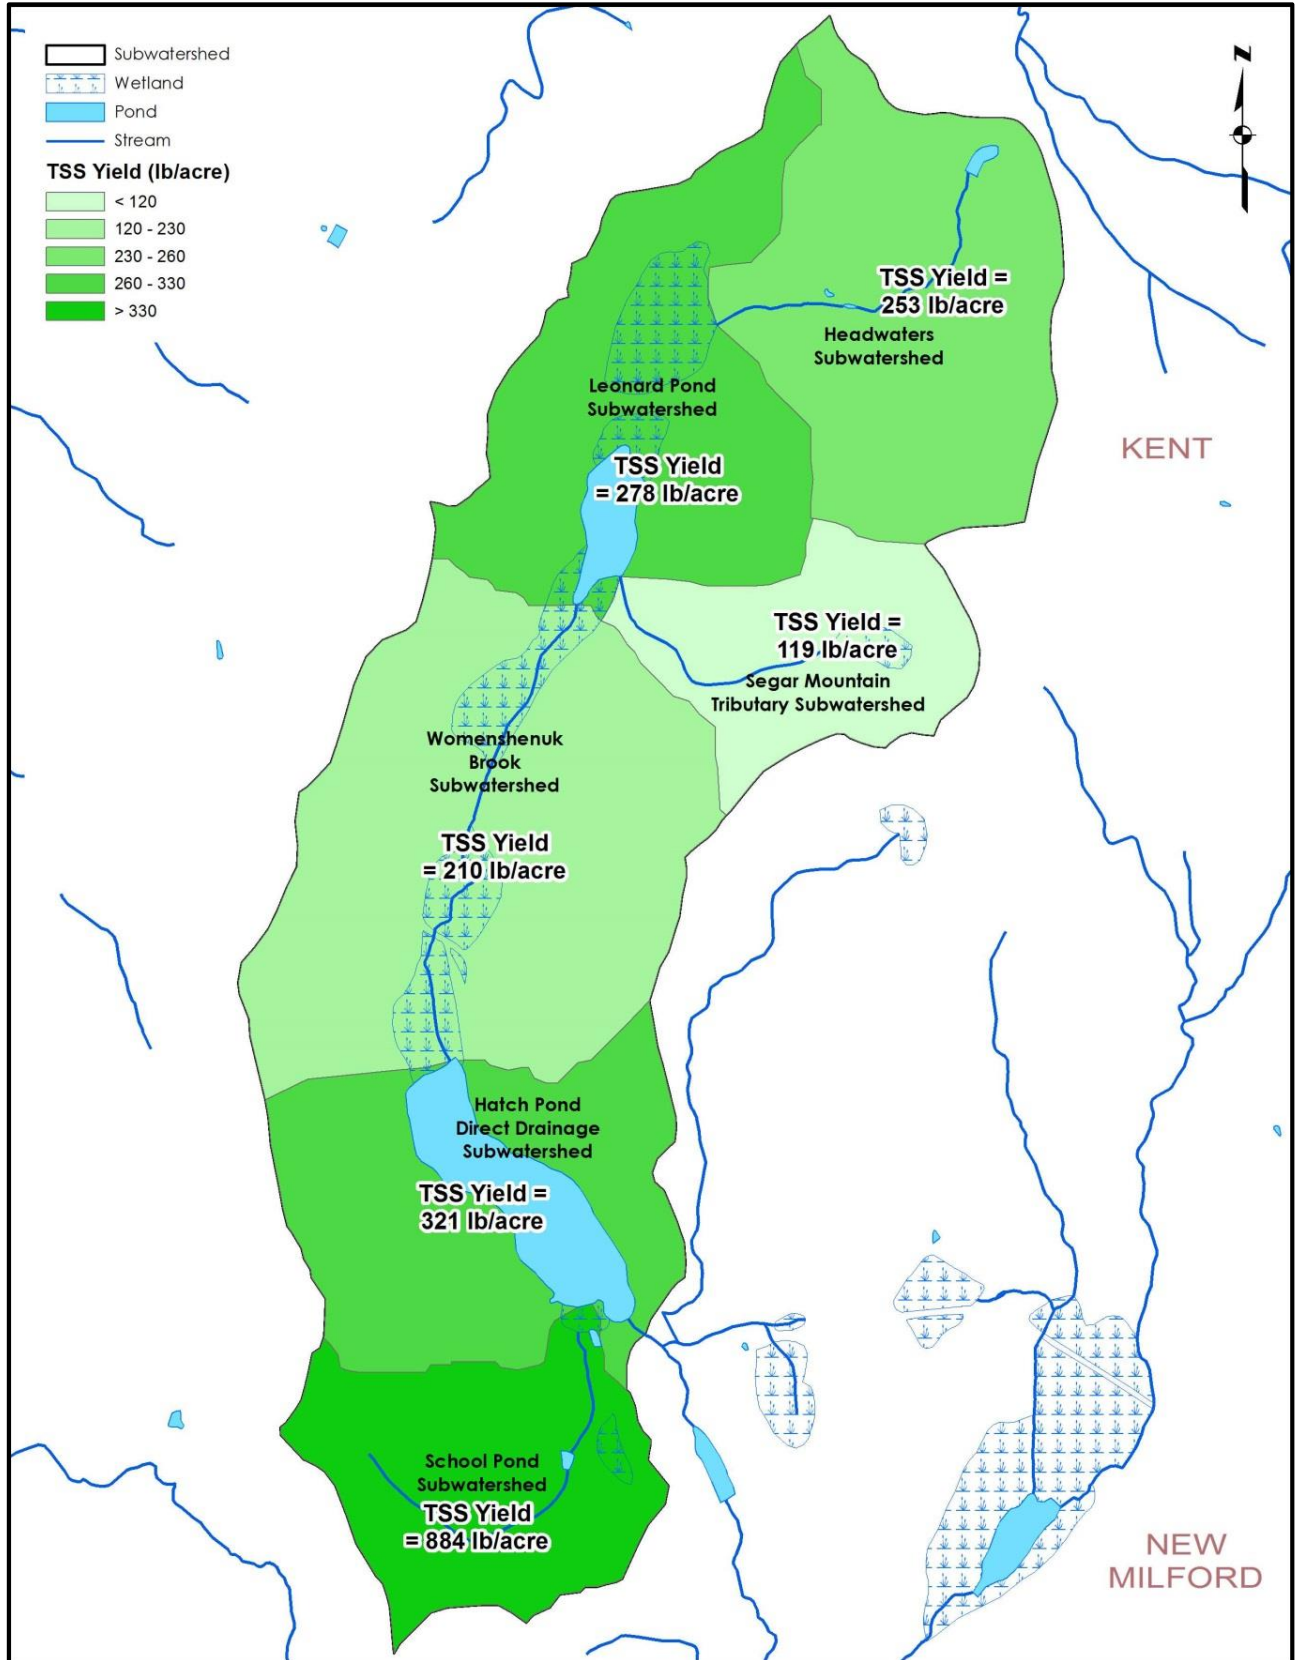 Subwatershed
Wetland
Pond
Stream
TSS Yield (lb/acre)
< 120
120 - 230
230 - 260
260 - 330
> 330
N
TSS Yield =
253 lb/acre
Headwaters
Subwatershed
Leonard Pond
Subwatershed
TSS Yield
= 278 lb/acre
KENT
TSS Yield =
119 lb/acre
Segar Mountain
Tributary Subwatershed
Womenshenuk
Brook
Subwatershed
TSS Yield
= 210 lb/acre
Hatch Pond
Direct Drainage
Subwatershed
TSS Yield =
321 lb/acre
School Pond
Subwatershed
TSS Yield
= 884 lb/acre
NEW
MILFORD